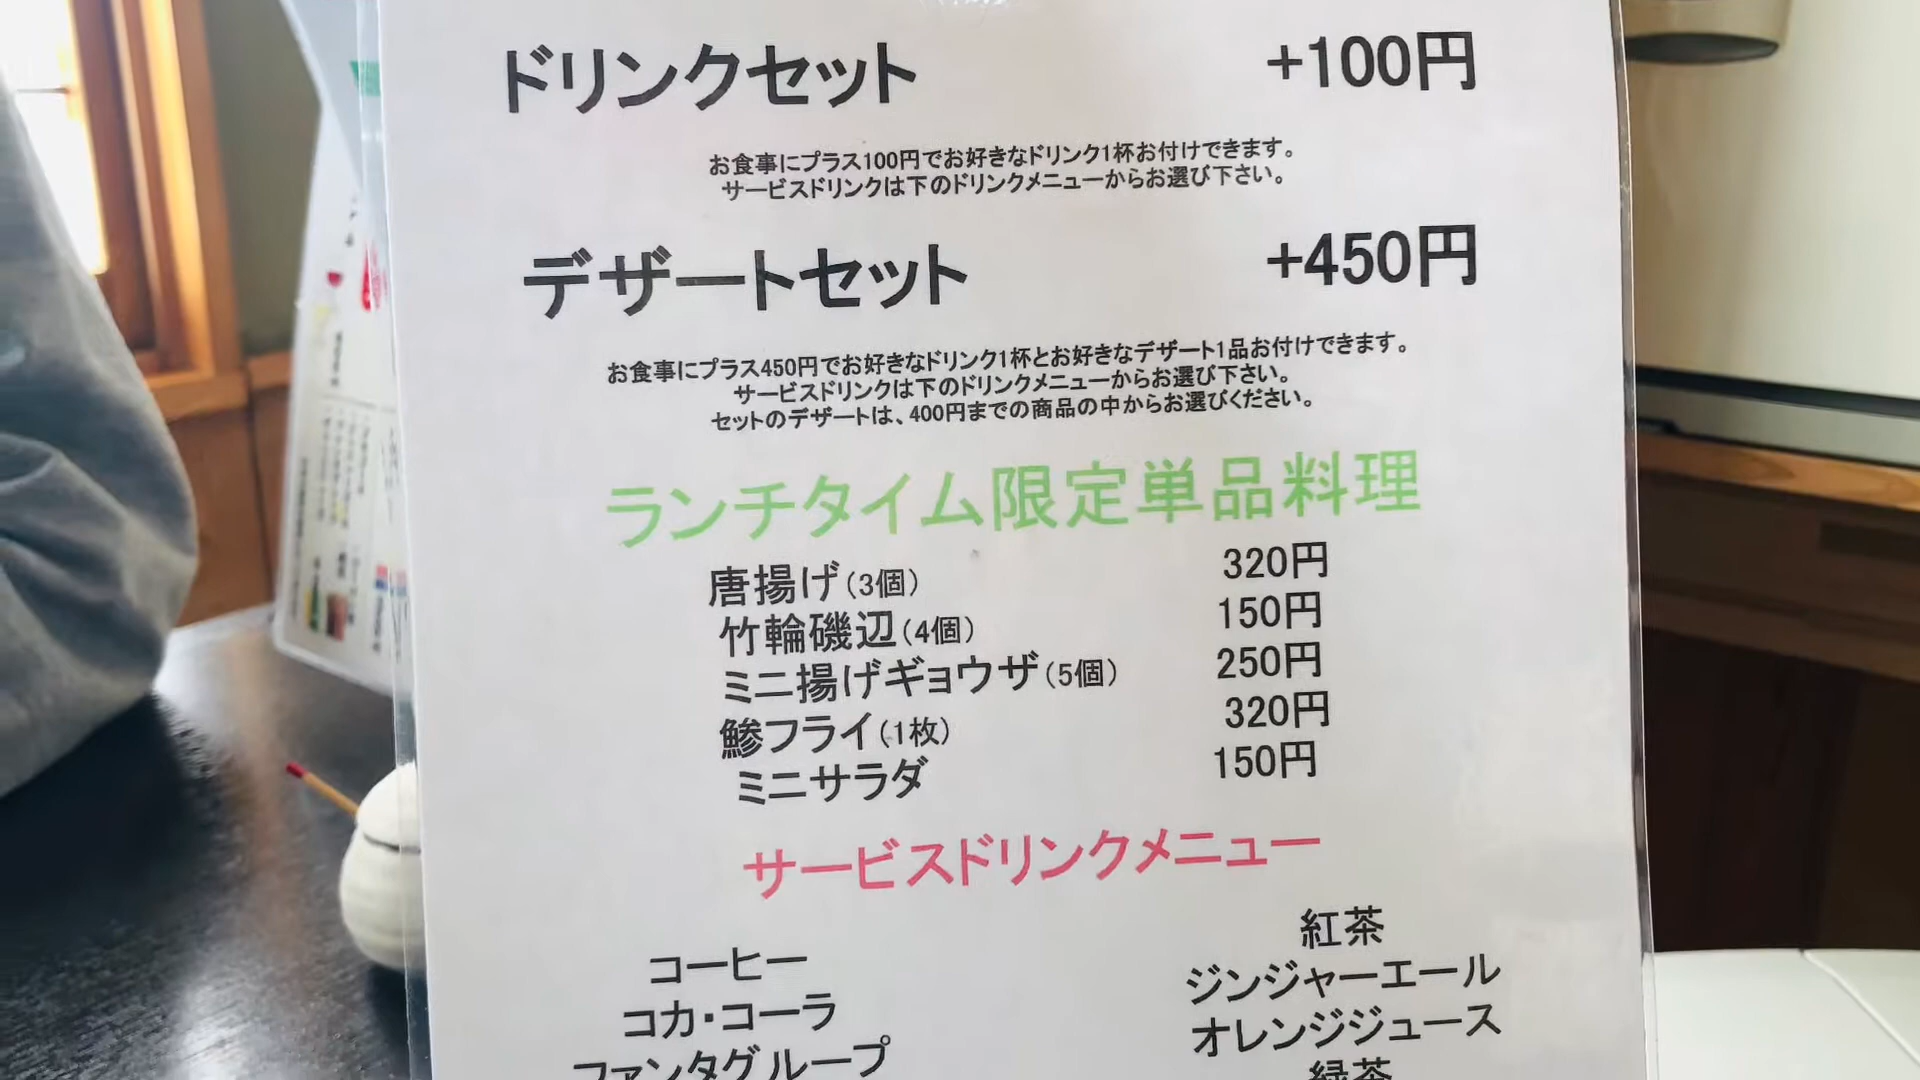 ドリンクセット +100円
お食事にプラス100円でお好きなドリンク1杯お付けできます。
サービスドリンクは下のドリンクメニューからお選び下さい。
デザートセット +450円
お食事にプラス450円でお好きなドリンク1杯とお好きなデザート1品お付けできます。
サービスドリンクは下のドリンクメニューからお選び下さい。
セットのデザートは、400円までの商品の中からお選びください。
ランチタイム限定単品料理
唐揚げ(3個) 320円
竹輪磯辺(4個) 150円
ミニ揚げギョウザ(5個) 250円
鯵フライ(1枚) 320円
ミニサラダ 150円
サービスドリンクメニュー
コーヒー 紅茶
コカ・コーラ ジンジャーエール
ファンタグループ オレンジジュース
緑茶